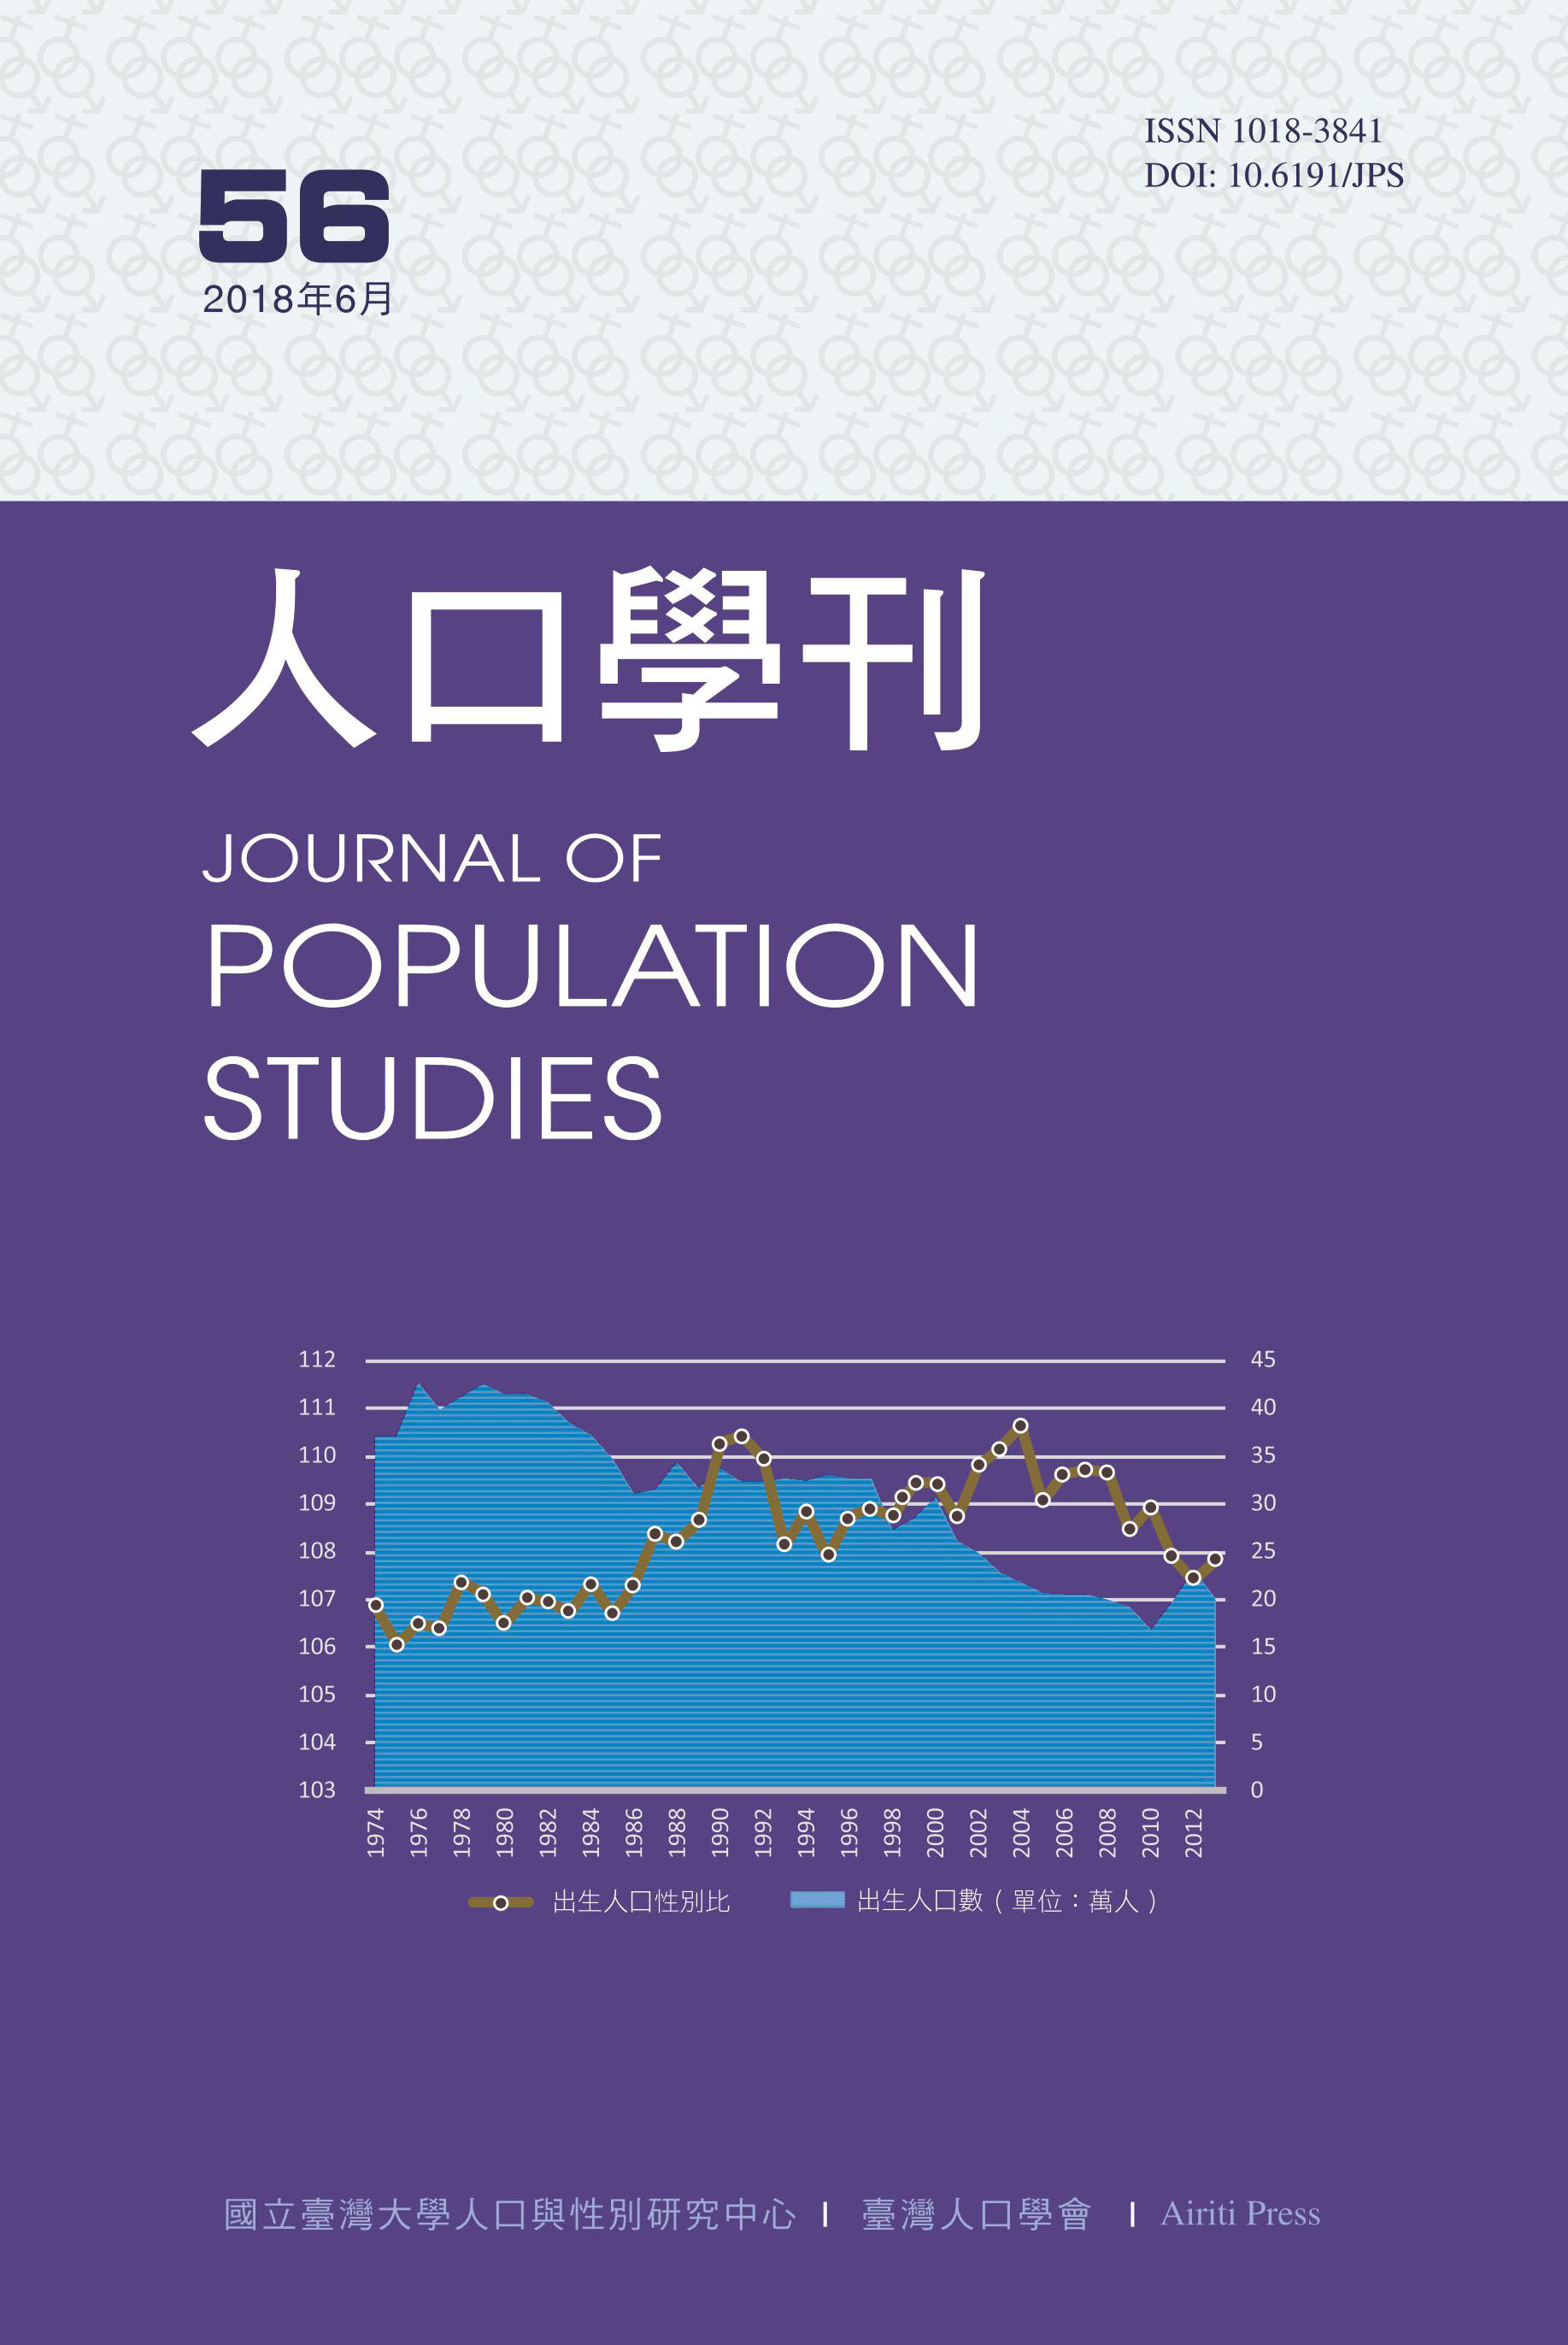 ISSN 1018-3841
DOI: 10.6191/JPS
56
2018年6月
人口學刊
JOURNAL OF
POPULATION
STUDIES
112 45
111 40
110 35
109 30
108 25
107 20
106 15
105 10
104 5
103 0
1974 1976 1978 1980 1982 1984 1986 1988 1990 1992 1994 1996 1998 2000 2002 2004 2006 2008 2010 2012
出生人口性別比 出生人口數（單位：萬人）
國立臺灣大學人口與性別研究中心 | 臺灣人口學會 | Airiti Press